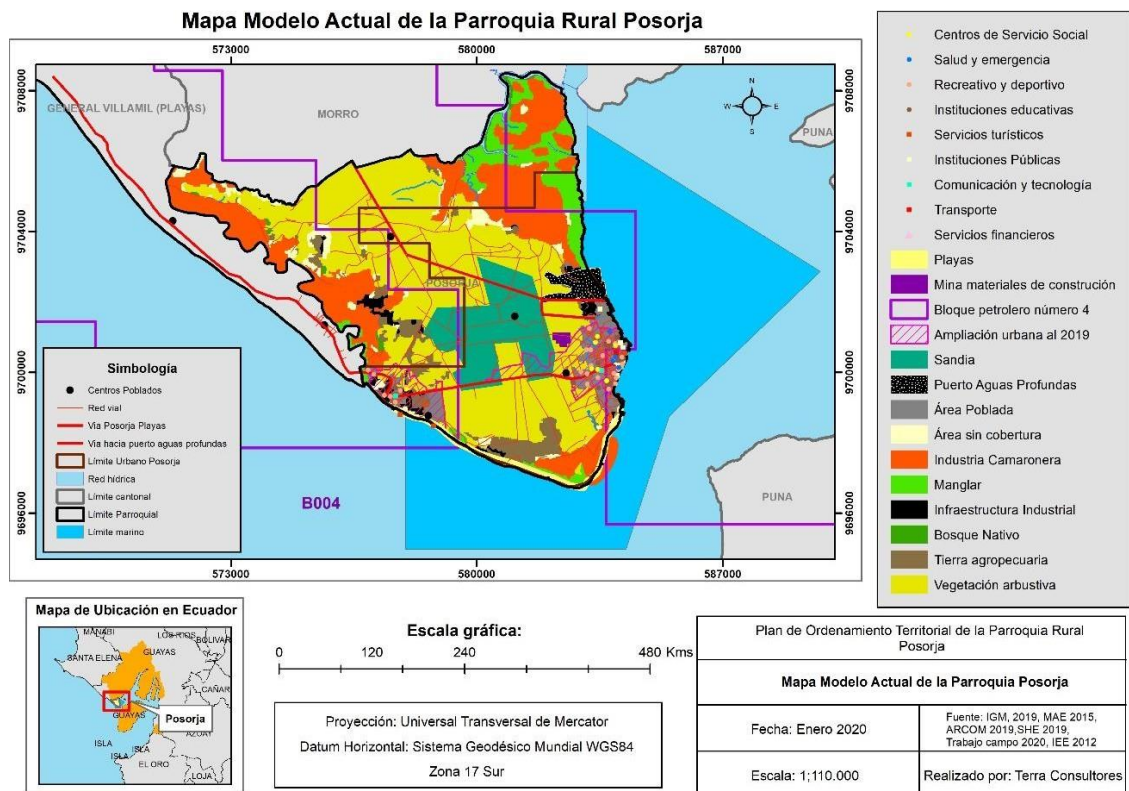 Mapa Modelo Actual de la Parroquia Rural Posorja
573000
580000
587000
9708000
9704000
9700000
9696000
9708000
9704000
9700000
9696000
573000
580000
587000
GENERAL VILLAMIL (PLAYAS)
MORRO
PUNA
POSORJA
PUNA
B004
N
W
E
S
Simbología
Centros Poblados
Red vial
Via Posorja Playas
Via hacia puerto aguas profundas
Límite Urbano Posorja
Red hídrica
Límite cantonal
Límite Parroquial
Límite marino
Centros de Servicio Social
Salud y emergencia
Recreativo y deportivo
Instituciones educativas
Servicios turísticos
Instituciones Públicas
Comunicación y tecnología
Transporte
Servicios financieros
Playas
Mina materiales de construción
Bloque petrolero número 4
Ampliación urbana al 2019
Sandia
Puerto Aguas Profundas
Área Poblada
Área sin cobertura
Industria Camaronera
Manglar
Infraestructura Industrial
Bosque Nativo
Tierra agropecuaria
Vegetación arbustiva
Mapa de Ubicación en Ecuador
MANABI
LOS RIOS
BOLIVAR
SANTA ELENA
GUAYAS
CAÑAR
Posorja
GUAYAS
AZUAY
ISLA
ISLA
ISLA
EL ORO
LOJA
Escala gráfica:
0 120 240 480 Kms
Proyección: Universal Transversal de Mercator
Datum Horizontal: Sistema Geodésico Mundial WGS84
Zona 17 Sur
Plan de Ordenamiento Territorial de la Parroquia Rural
Posorja
Mapa Modelo Actual de la Parroquia Posorja
Fecha: Enero 2020
Fuente: IGM, 2019, MAE 2015,
ARCOM 2019,SHE 2019,
Trabajo campo 2020, IEE 2012
Escala: 1;110.000
Realizado por: Terra Consultores